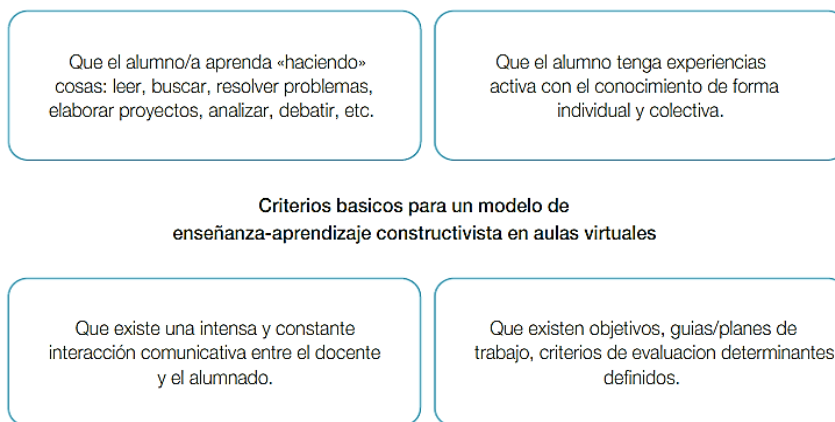 Que el alumno/a aprenda «haciendo»
cosas: leer, buscar, resolver problemas,
elaborar proyectos, analizar, debatir, etc.
Que el alumno tenga experiencias
activa con el conocimiento de forma
individual y colectiva.
Criterios basicos para un modelo de
enseñanza-aprendizaje constructivista en aulas virtuales
Que existe una intensa y constante
interacción comunicativa entre el docente
y el alumnado.
Que existen objetivos, guias/planes de
trabajo, criterios de evaluacion determinantes
definidos.